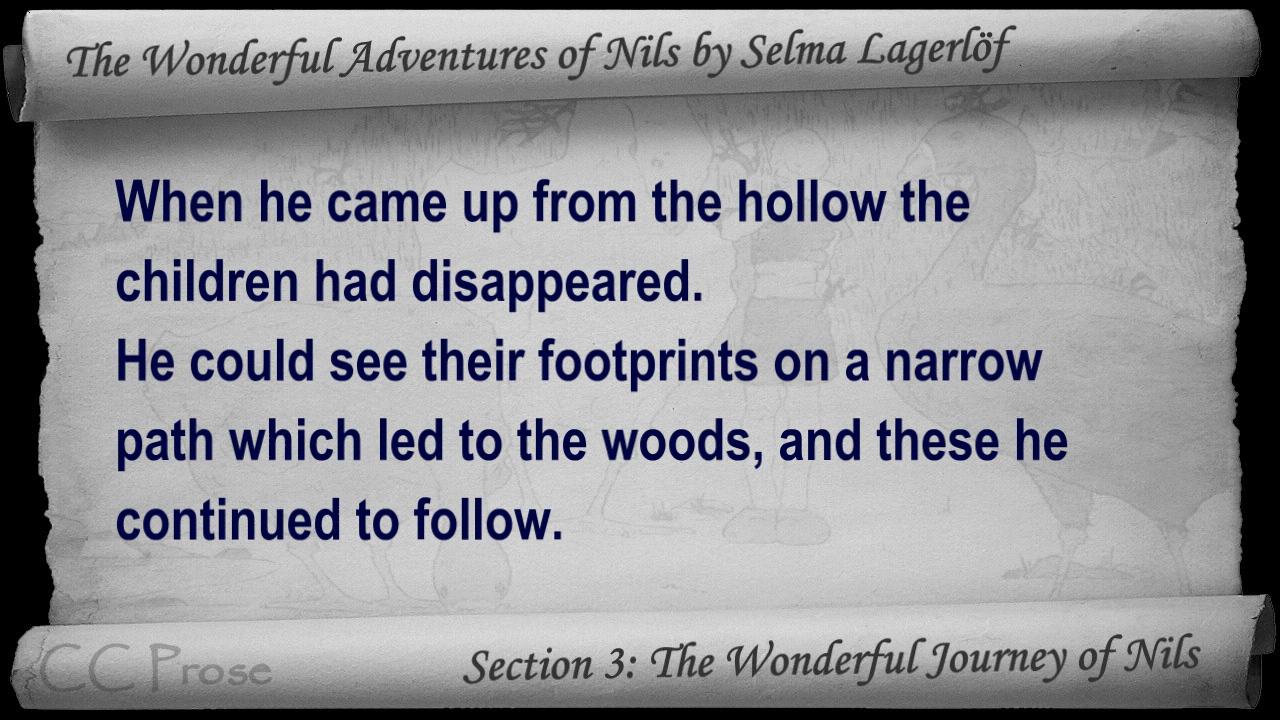 The Wonderful Adventures of Nils by Selma Lagerlöf
When he came up from the hollow the
children had disappeared.
He could see their footprints on a narrow
path which led to the woods, and these he
continued to follow.
CC Prose
Section 3: The Wonderful Journey of Nils